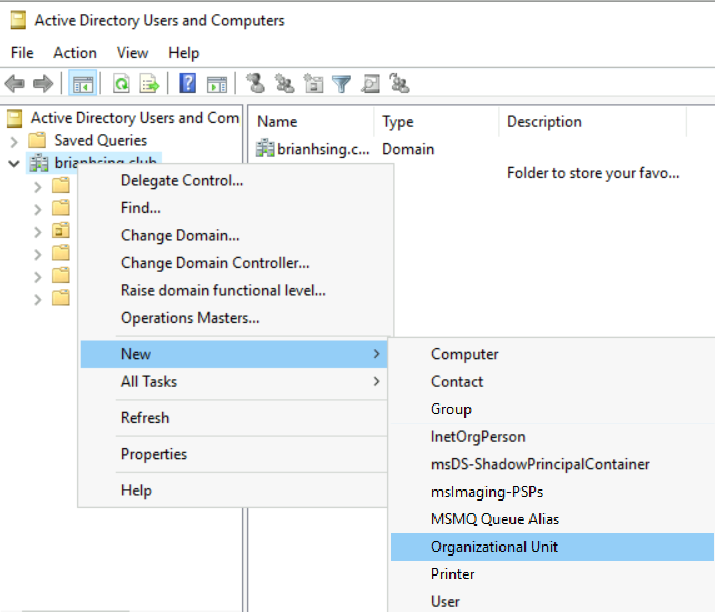 Active Directory Users and Computers
File Action View Help
Active Directory Users and Com
Saved Queries
brianhsing.club
Name Type Description
brianhsing.c... Domain
Folder to store your favo...
Delegate Control...
Find...
Change Domain...
Change Domain Controller...
Raise domain functional level...
Operations Masters...
New
All Tasks
Refresh
Properties
Help
Computer
Contact
Group
InetOrgPerson
msDS-ShadowPrincipalContainer
msImaging-PSPs
MSMQ Queue Alias
Organizational Unit
Printer
User